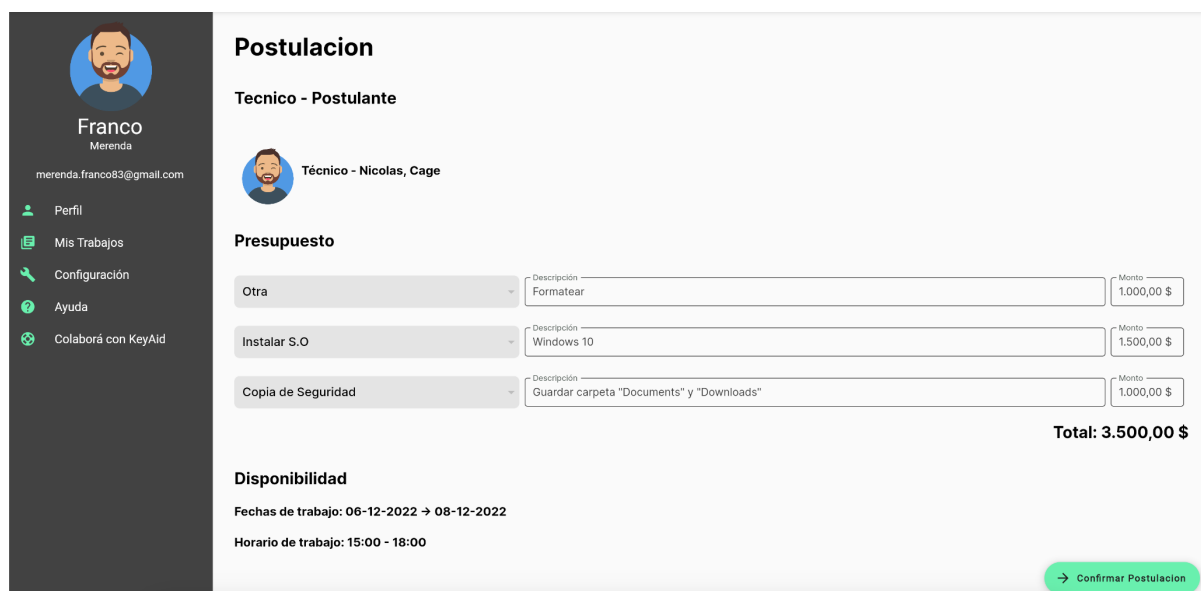 Franco
Merenda
merenda.franco83@gmail.com
Perfil
Mis Trabajos
Configuración
Ayuda
Colaborá con KeyAid
Postulacion
Tecnico - Postulante
Técnico - Nicolas, Cage
Presupuesto
Otra Descripción Formatear Monto 1.000,00 $
Instalar S.O Descripción Windows 10 Monto 1.500,00 $
Copia de Seguridad Descripción Guardar carpeta "Documents" y "Downloads" Monto 1.000,00 $
Total: 3.500,00 $
Disponibilidad
Fechas de trabajo: 06-12-2022 → 08-12-2022
Horario de trabajo: 15:00 - 18:00
→ Confirmar Postulacion